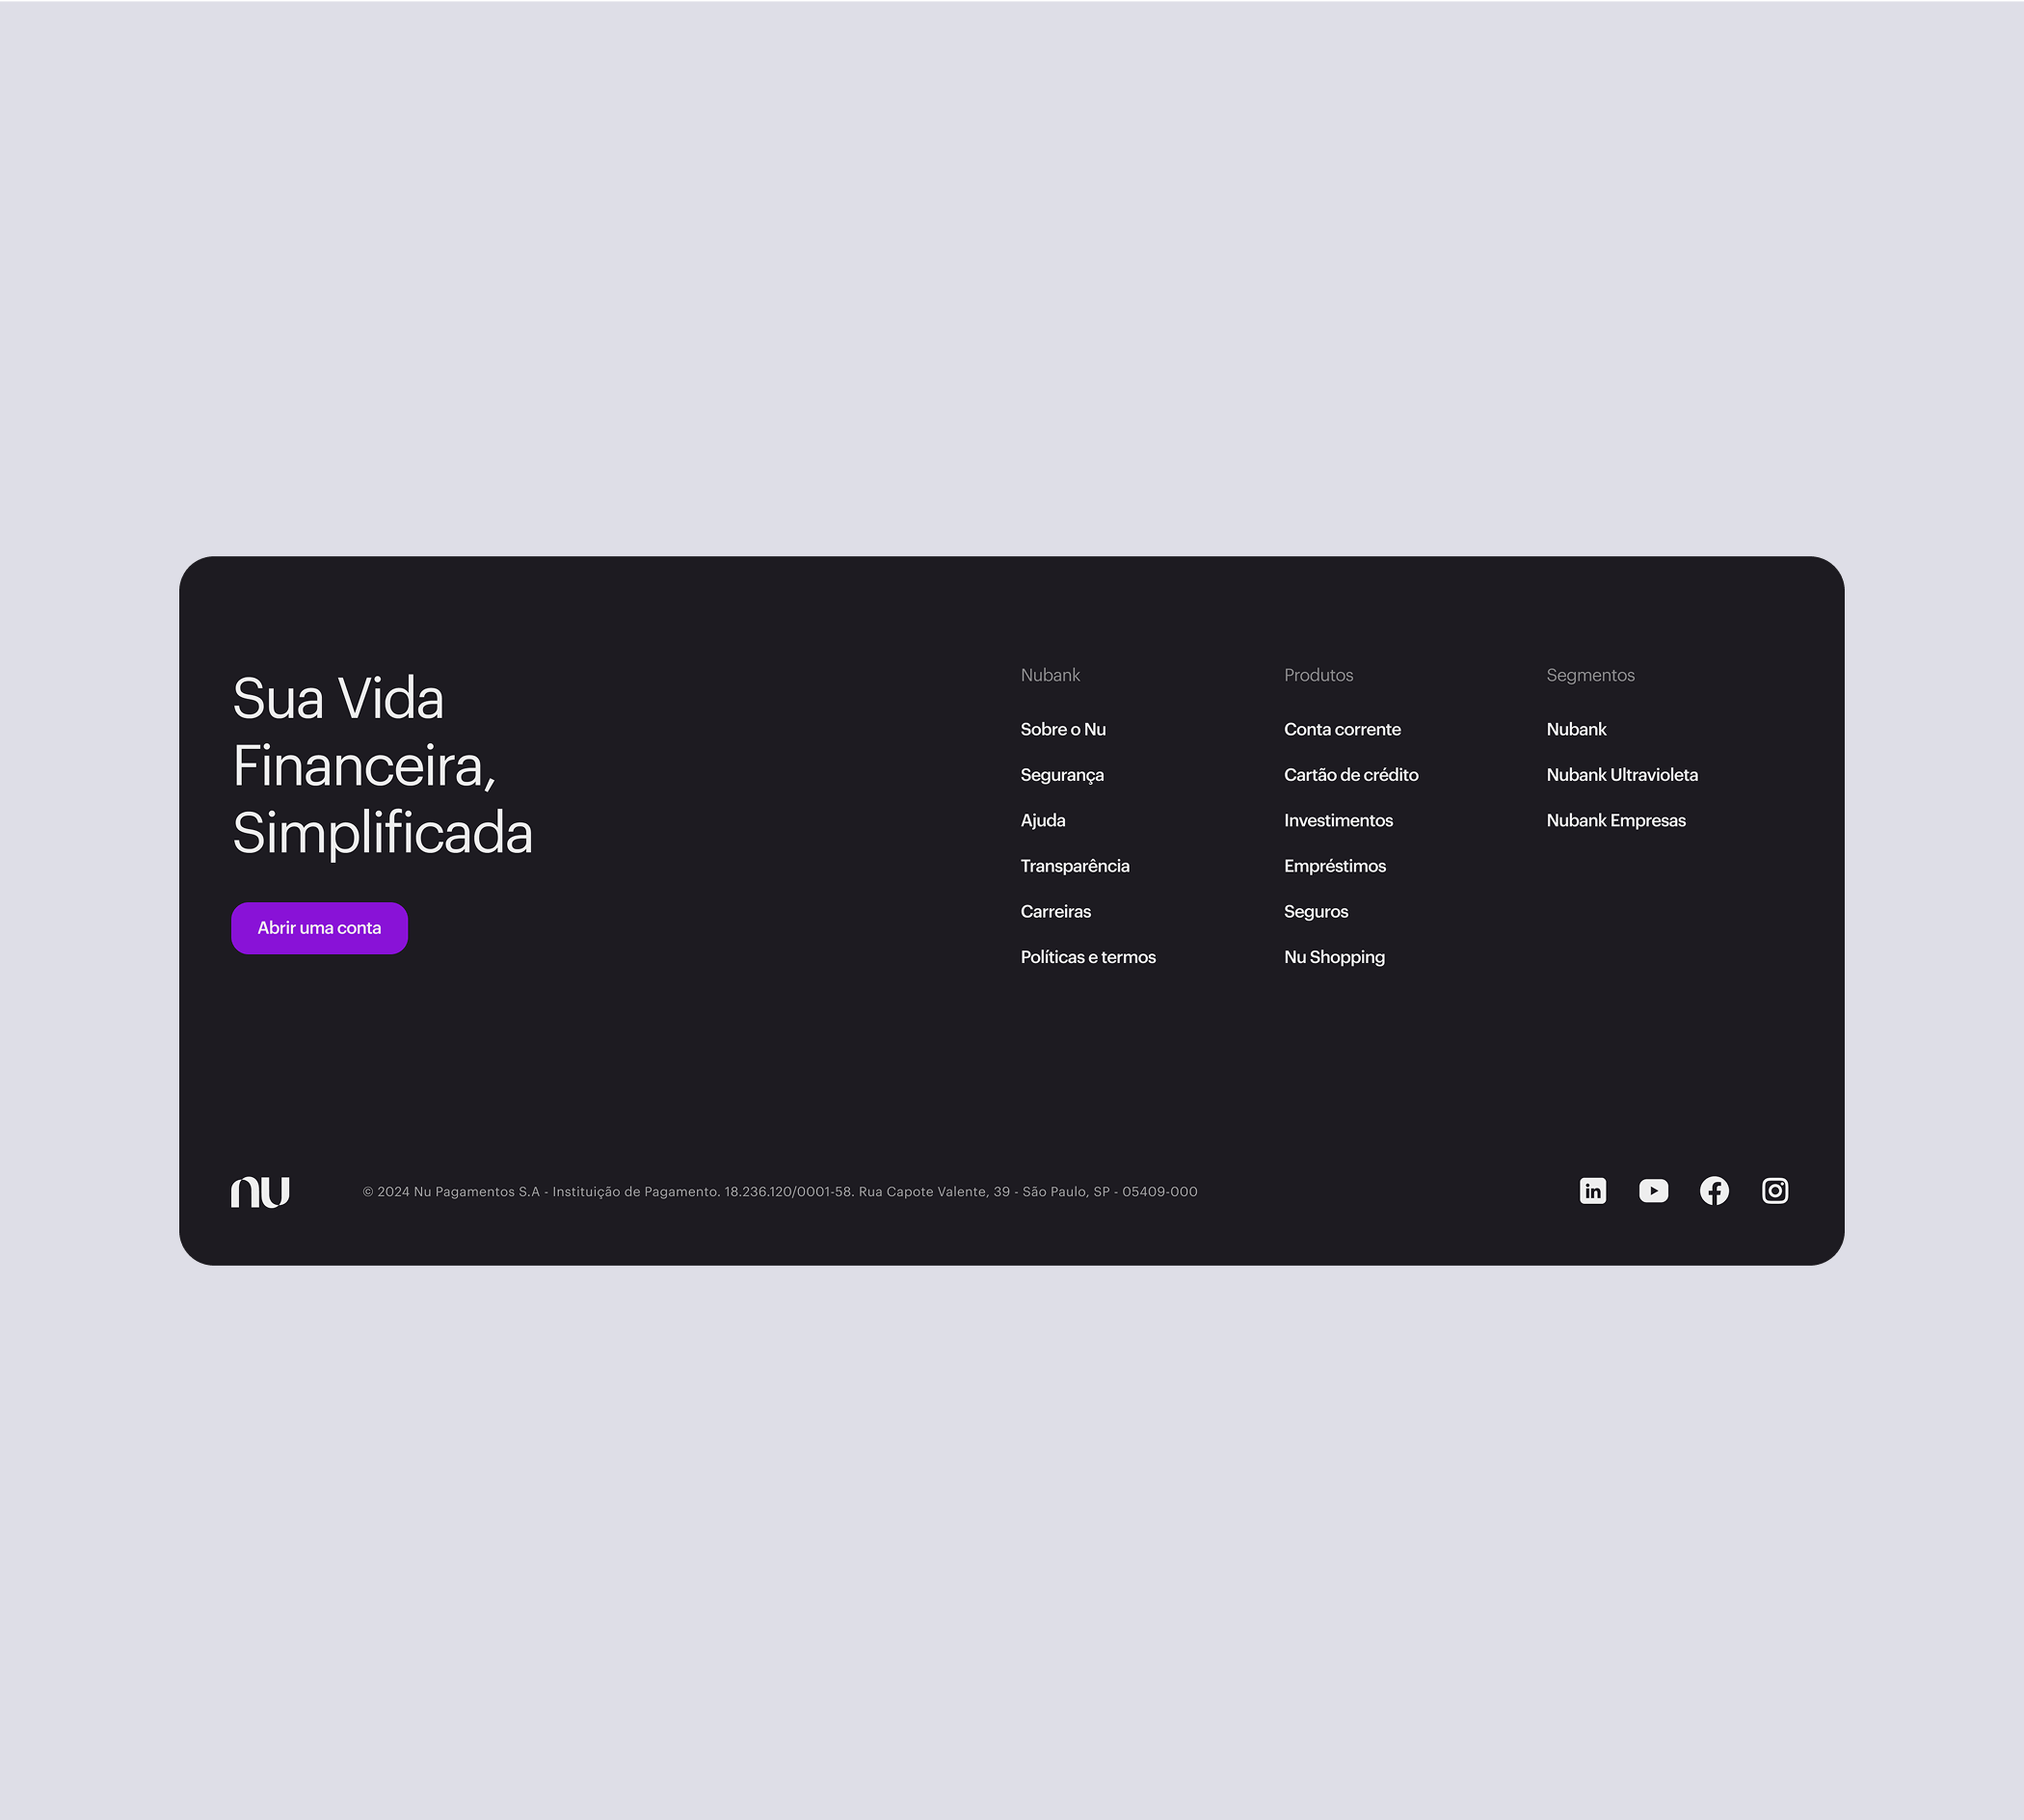 Sua Vida
Financeira,
Simplificada
Abrir uma conta
Nubank
Sobre o Nu
Segurança
Ajuda
Transparência
Carreiras
Políticas e termos
Produtos
Conta corrente
Cartão de crédito
Investimentos
Empréstimos
Seguros
Nu Shopping
Segmentos
Nubank
Nubank Ultravioleta
Nubank Empresas
nu
© 2024 Nu Pagamentos S.A - Instituição de Pagamento. 18.236.120/0001-58. Rua Capote Valente, 39 - São Paulo, SP - 05409-000
in